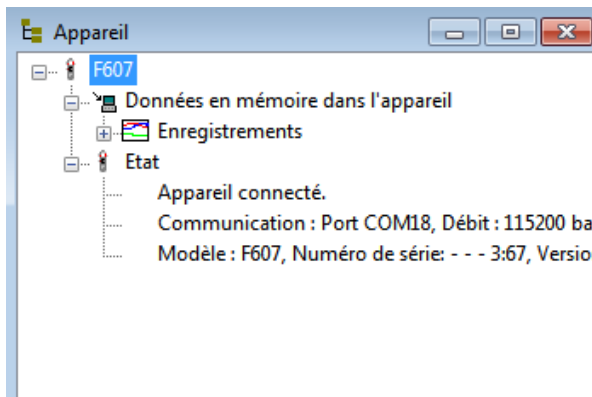 Appareil
F607
Données en mémoire dans l'appareil
Enregistrements
Etat
Appareil connecté.
Communication : Port COM18, Débit : 115200 ba
Modèle : F607, Numéro de série: - - - 3:67, Versio